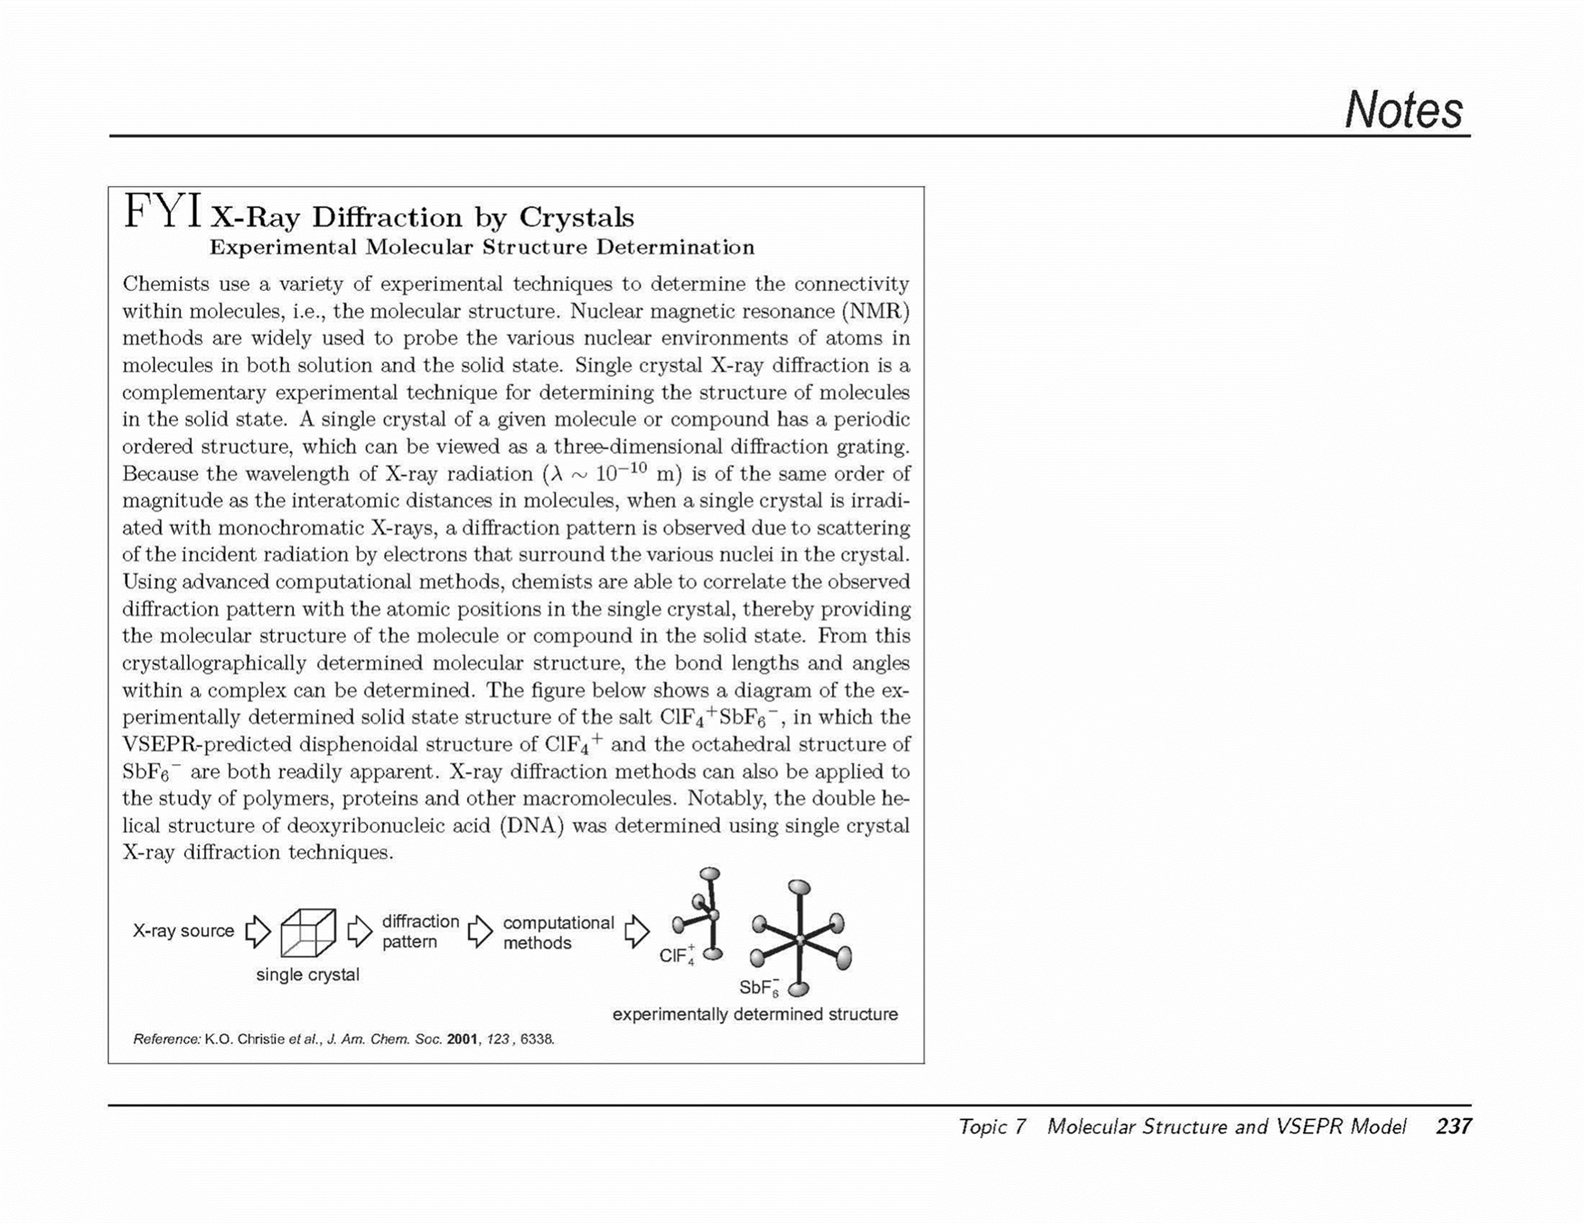 Notes
FYI X-Ray Diffraction by Crystals
Experimental Molecular Structure Determination
Chemists use a variety of experimental techniques to determine the connectivity
within molecules, i.e., the molecular structure. Nuclear magnetic resonance (NMR)
methods are widely used to probe the various nuclear environments of atoms in
molecules in both solution and the solid state. Single crystal X-ray diffraction is a
complementary experimental technique for determining the structure of molecules
in the solid state. A single crystal of a given molecule or compound has a periodic
ordered structure, which can be viewed as a three-dimensional diffraction grating.
Because the wavelength of X-ray radiation (λ ∼ 10⁻¹⁰ m) is of the same order of
magnitude as the interatomic distances in molecules, when a single crystal is irradi-
ated with monochromatic X-rays, a diffraction pattern is observed due to scattering
of the incident radiation by electrons that surround the various nuclei in the crystal.
Using advanced computational methods, chemists are able to correlate the observed
diffraction pattern with the atomic positions in the single crystal, thereby providing
the molecular structure of the molecule or compound in the solid state. From this
crystallographically determined molecular structure, the bond lengths and angles
within a complex can be determined. The figure below shows a diagram of the ex-
perimentally determined solid state structure of the salt ClF₄⁺SbF₆⁻, in which the
VSEPR-predicted disphenoidal structure of ClF₄⁺ and the octahedral structure of
SbF₆⁻ are both readily apparent. X-ray diffraction methods can also be applied to
the study of polymers, proteins and other macromolecules. Notably, the double he-
lical structure of deoxyribonucleic acid (DNA) was determined using single crystal
X-ray diffraction techniques.
X-ray source
single crystal
diffraction
pattern
computational
methods
ClF₄⁺
SbF₆⁻
experimentally determined structure
Reference: K.O. Christie et al., J. Am. Chem. Soc. 2001, 123, 6338.
Topic 7 Molecular Structure and VSEPR Model 237